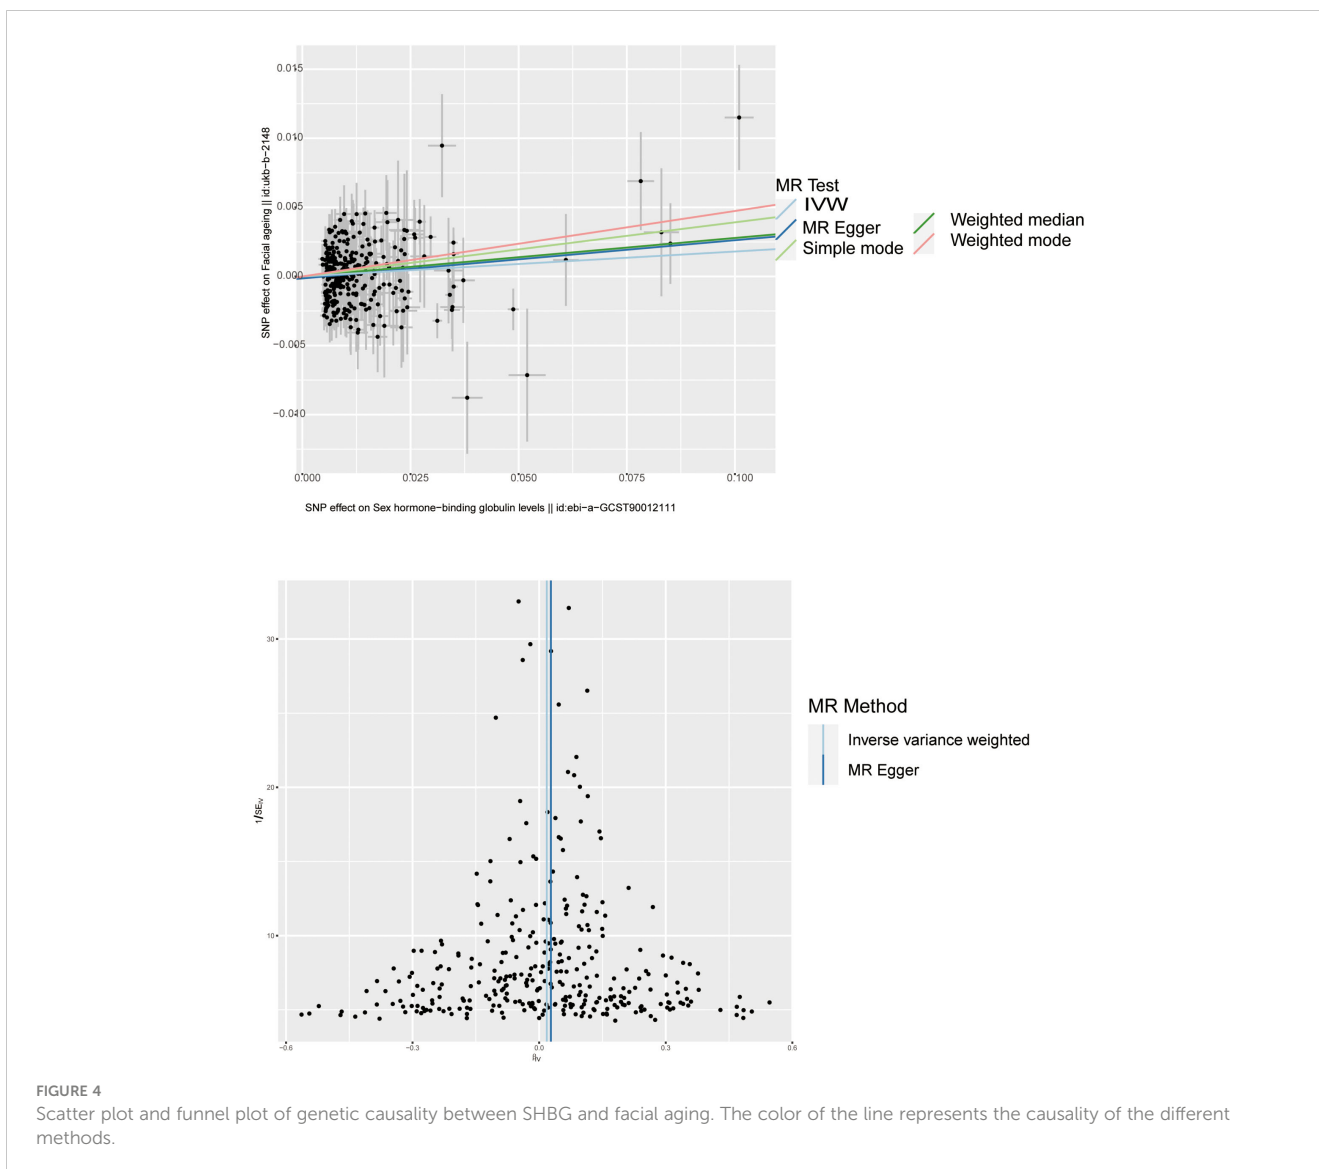 0.015
0.010
0.005
0.000
−0.005
−0.010
SNP effect on Facial ageing || id:ukb−b−2148
0.000 0.025 0.050 0.075 0.100
SNP effect on Sex hormone−binding globulin levels || id:ebi−a−GCST90012111
MR Test
IVW
MR Egger
Simple mode
Weighted median
Weighted mode
30
20
10
1/SEIV
−0.6 −0.3 0.0 0.3 0.6
βIV
MR Method
Inverse variance weighted
MR Egger
FIGURE 4
Scatter plot and funnel plot of genetic causality between SHBG and facial aging. The color of the line represents the causality of the different
methods.